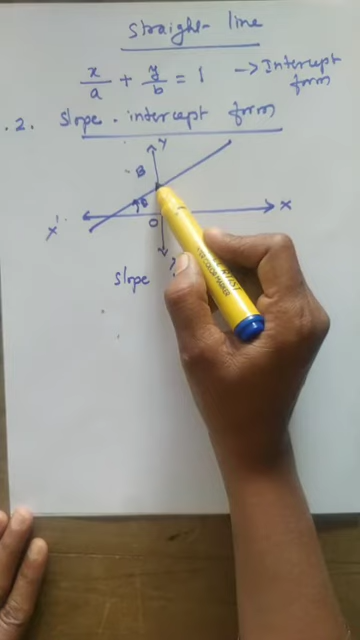 straight line
x/a + y/b = 1 → Intercept form
.2. Slope . intercept form
Y
B
θ
X' O X
slope